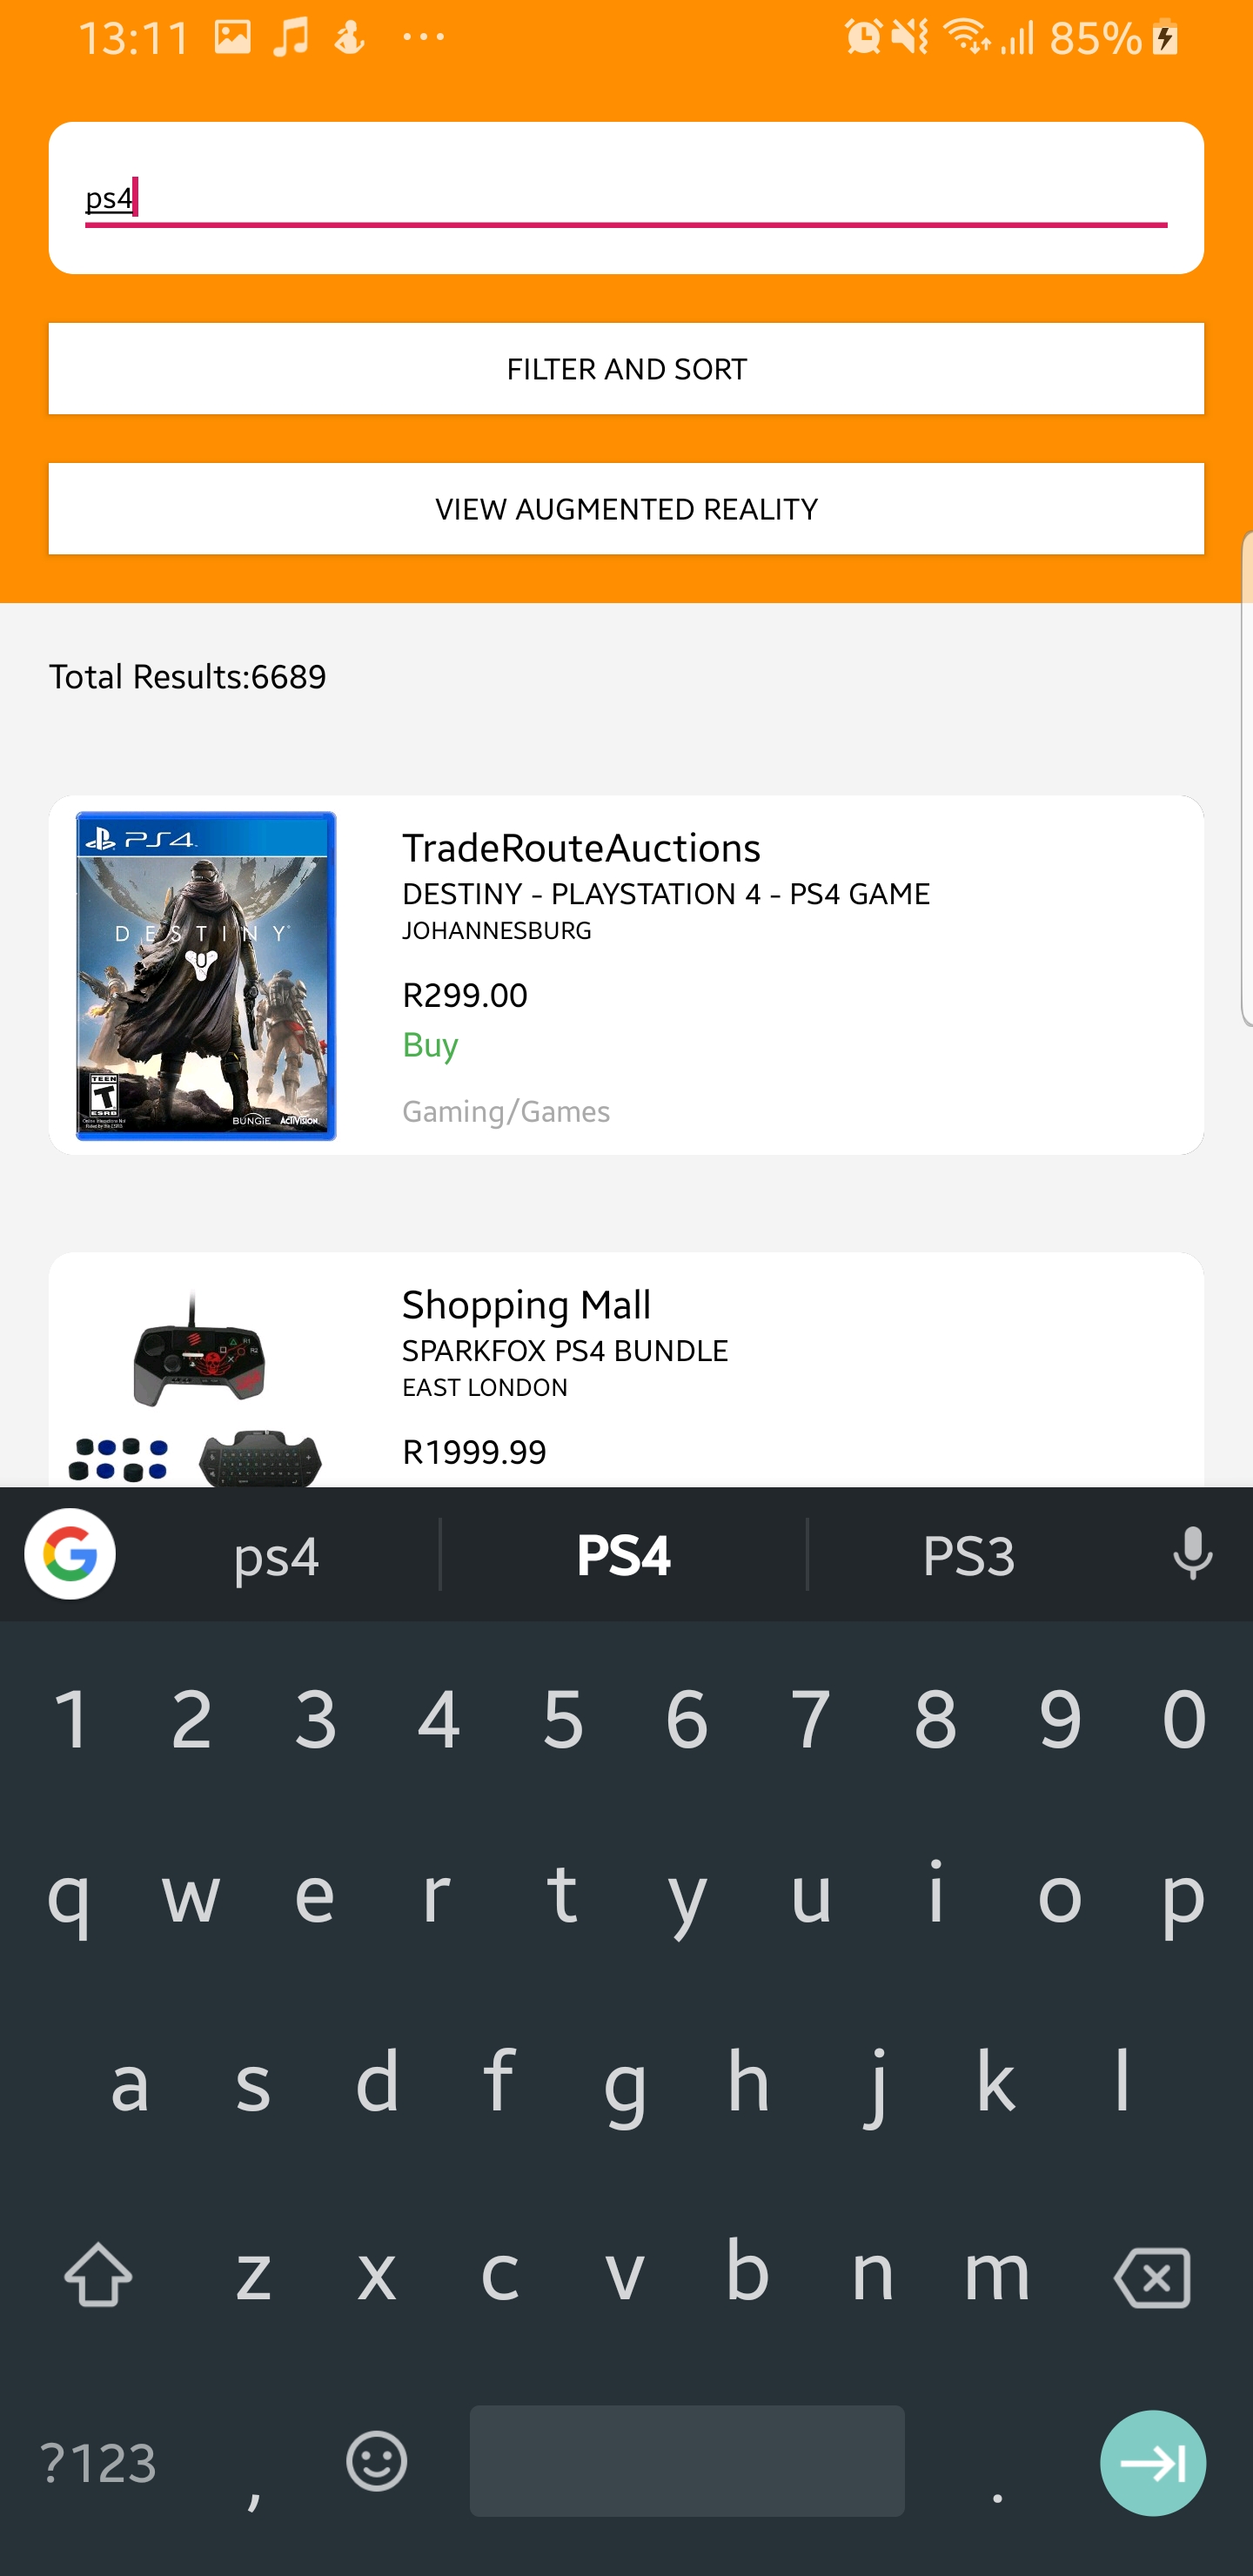 13:11 ... 85%
ps4
FILTER AND SORT
VIEW AUGMENTED REALITY
Total Results:6689
PS4
DESTINY
TEEN
T
ESRB
BUNGIE ACTIVISION
TradeRouteAuctions
DESTINY - PLAYSTATION 4 - PS4 GAME
JOHANNESBURG
R299.00
Buy
Gaming/Games
Shopping Mall
SPARKFOX PS4 BUNDLE
EAST LONDON
R1999.99
G ps4 PS4 PS3
1 2 3 4 5 6 7 8 9 0
q w e r t y u i o p
a s d f g h j k l
z x c v b n m
?123 , .